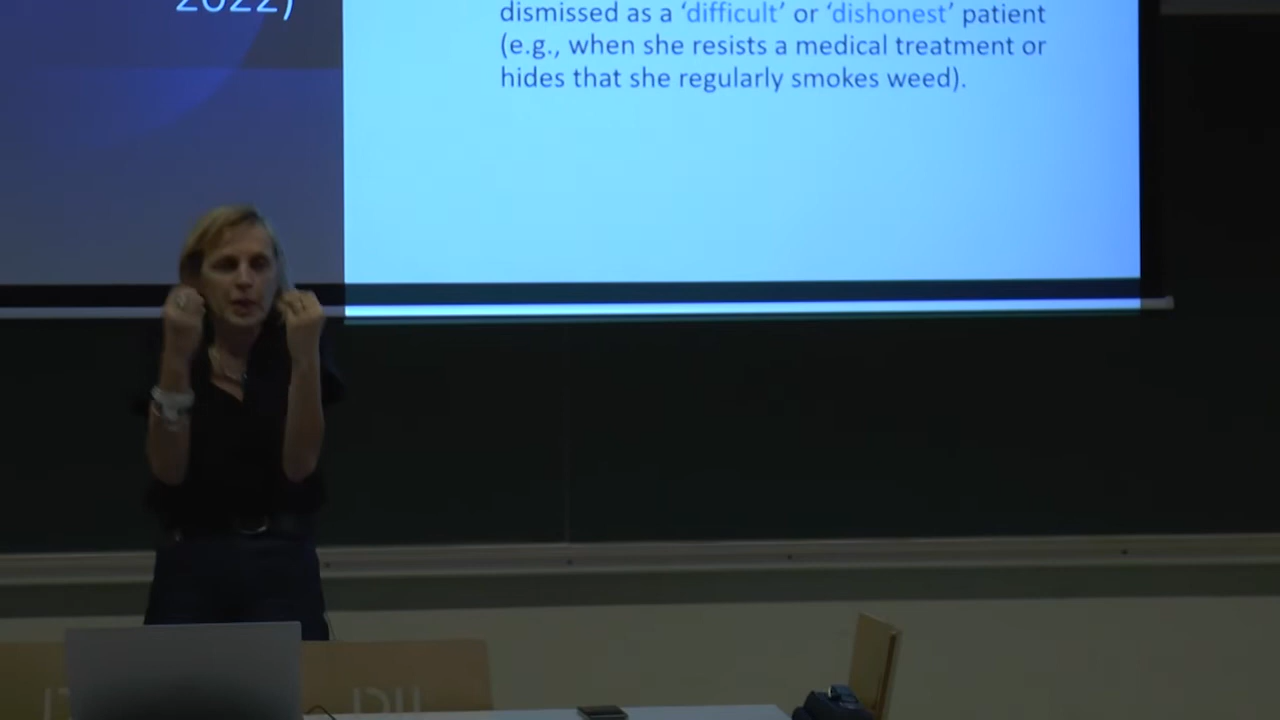 2022)
dismissed as a ‘difficult’ or ‘dishonest’ patient
(e.g., when she resists a medical treatment or
hides that she regularly smokes weed).